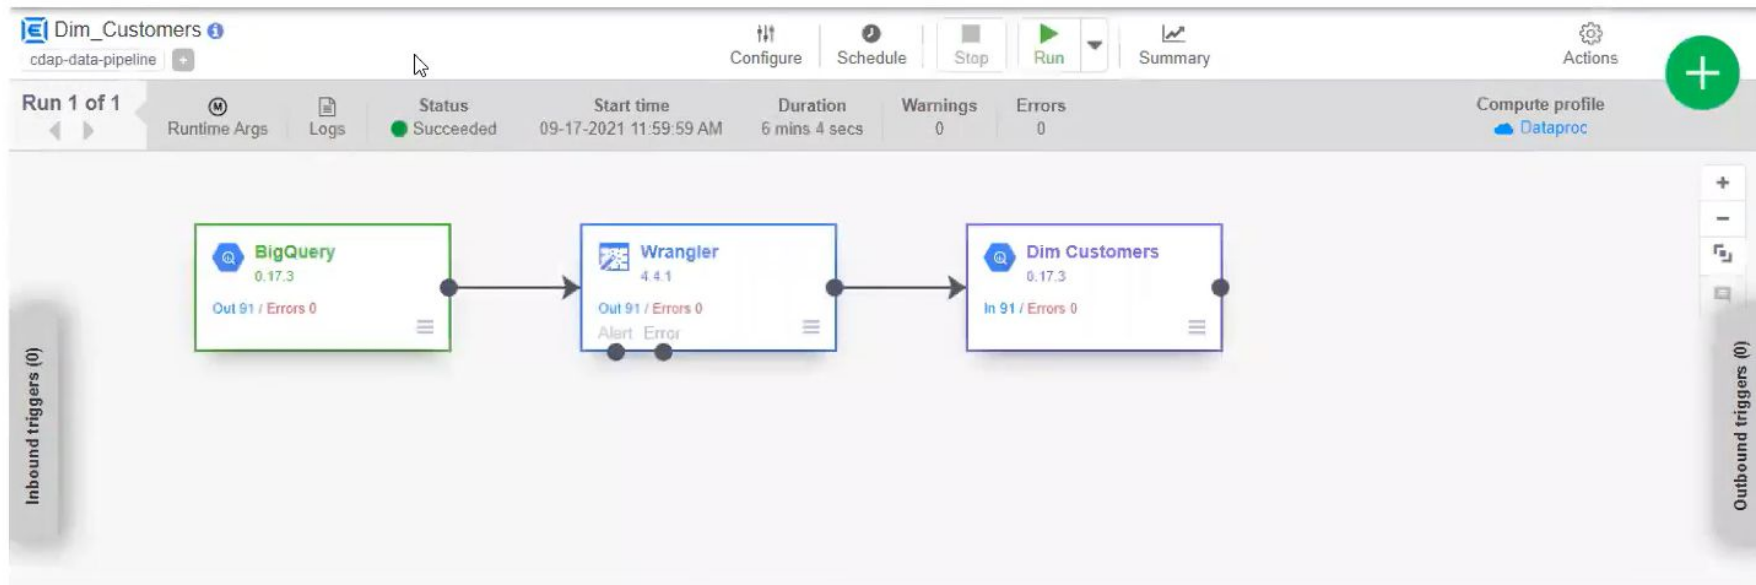 Dim_Customers
cdap-data-pipeline
Configure
Schedule
Stop
Run
Summary
Actions
Run 1 of 1
Runtime Args
Logs
Status
Succeeded
Start time
09-17-2021 11:59:59 AM
Duration
6 mins 4 secs
Warnings
0
Errors
0
Compute profile
Dataproc
BigQuery
0.17.3
Out 91 / Errors 0
Wrangler
4.4.1
Out 91 / Errors 0
Alert Error
Dim Customers
0.17.3
In 91 / Errors 0
Inbound triggers (0)
Outbound triggers (0)